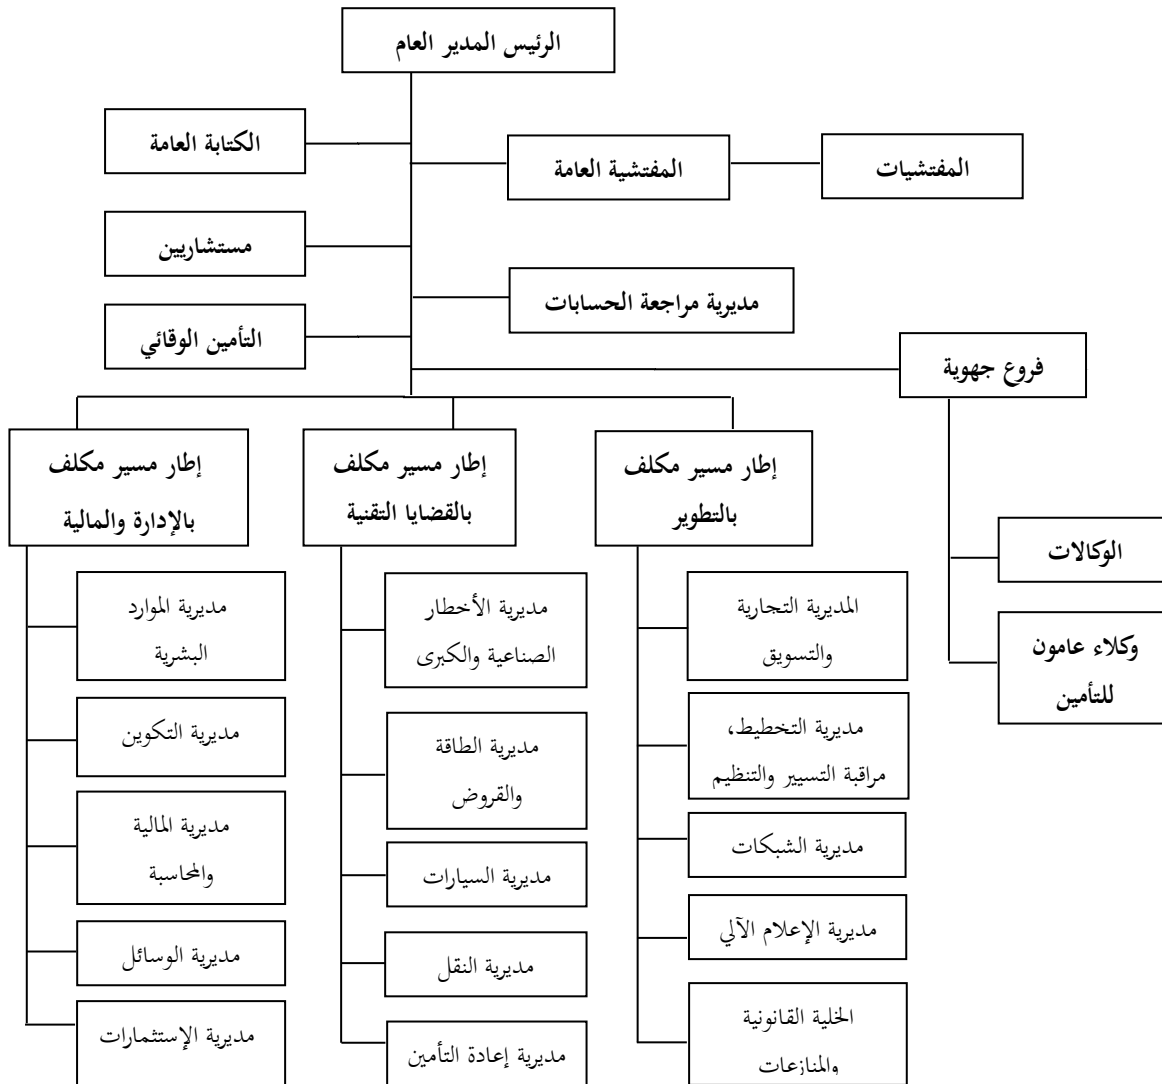 الرئيس المدير العام
الكتابة العامة
المفتشية العامة
المفتشيات
مستشاريين
مديرية مراجعة الحسابات
التأمين الوقائي
فروع جهوية
الوكالات
وكلاء عامون
للتأمين
إطار مسير مكلف
بالتطوير
المديرية التجارية
والتسويق
مديرية التخطيط،
مراقبة التسيير والتنظيم
مديرية الشبكات
مديرية الإعلام الآلي
الخلية القانونية
والمنازعات
إطار مسير مكلف
بالقضايا التقنية
مديرية الأخطار
الصناعية والكبرى
مديرية الطاقة
والقروض
مديرية السيارات
مديرية النقل
مديرية إعادة التأمين
إطار مسير مكلف
بالإدارة والمالية
مديرية الموارد
البشرية
مديرية التكوين
مديرية المالية
والمحاسبة
مديرية الوسائل
مديرية الإستثمارات